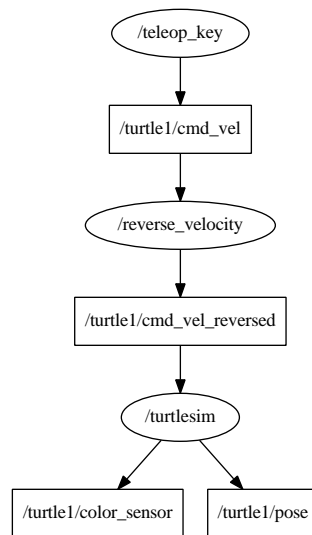 /teleop_key
/turtle1/cmd_vel
/reverse_velocity
/turtle1/cmd_vel_reversed
/turtlesim
/turtle1/color_sensor
/turtle1/pose